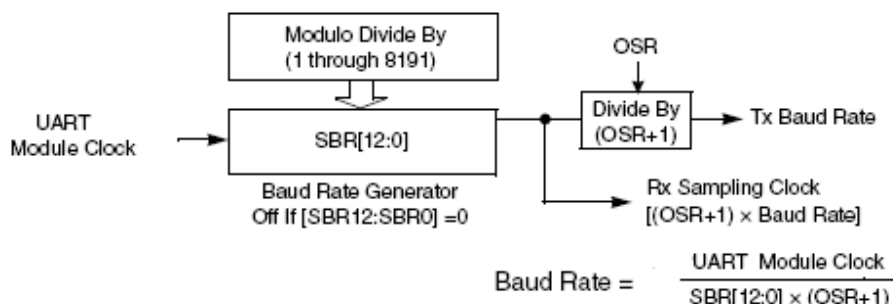 Modulo Divide By
(1 through 8191)
OSR
UART
Module Clock
SBR[12:0]
Divide By
(OSR+1)
Tx Baud Rate
Baud Rate Generator
Off If [SBR12:SBR0] =0
Rx Sampling Clock
[(OSR+1) × Baud Rate]
Baud Rate =
UART Module Clock
SBR[12:0] × (OSR+1)